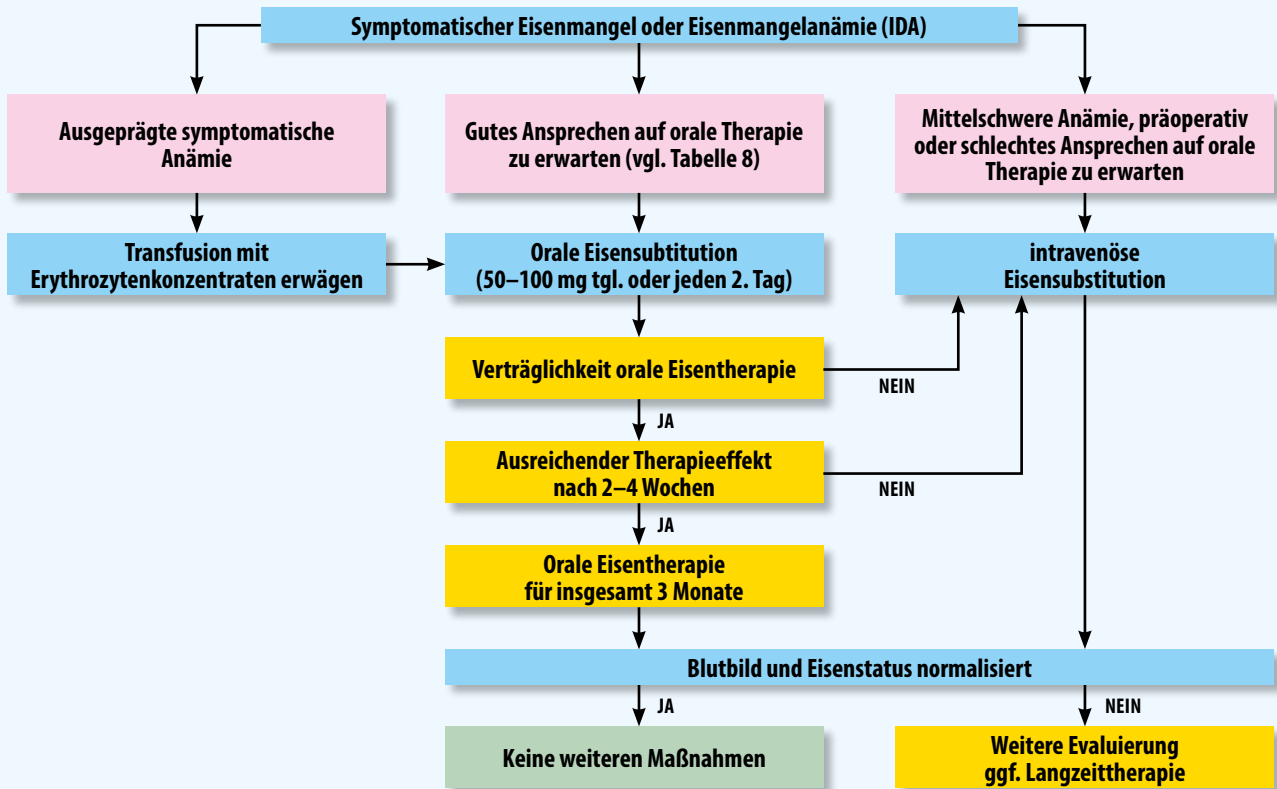 Symptomatischer Eisenmangel oder Eisenmangelanämie (IDA)
Ausgeprägte symptomatische
Anämie
Gutes Ansprechen auf orale Therapie
zu erwarten (vgl. Tabelle 8)
Mittelschwere Anämie, präoperativ
oder schlechtes Ansprechen auf orale
Therapie zu erwarten
Transfusion mit
Erythrozytenkonzentraten erwägen
Orale Eisensubtitution
(50–100 mg tgl. oder jeden 2. Tag)
intravenöse
Eisensubstitution
Verträglichkeit orale Eisentherapie
NEIN
JA
Ausreichender Therapieeffekt
nach 2–4 Wochen
NEIN
JA
Orale Eisentherapie
für insgesamt 3 Monate
Blutbild und Eisenstatus normalisiert
JA
NEIN
Keine weiteren Maßnahmen
Weitere Evaluierung
ggf. Langzeittherapie